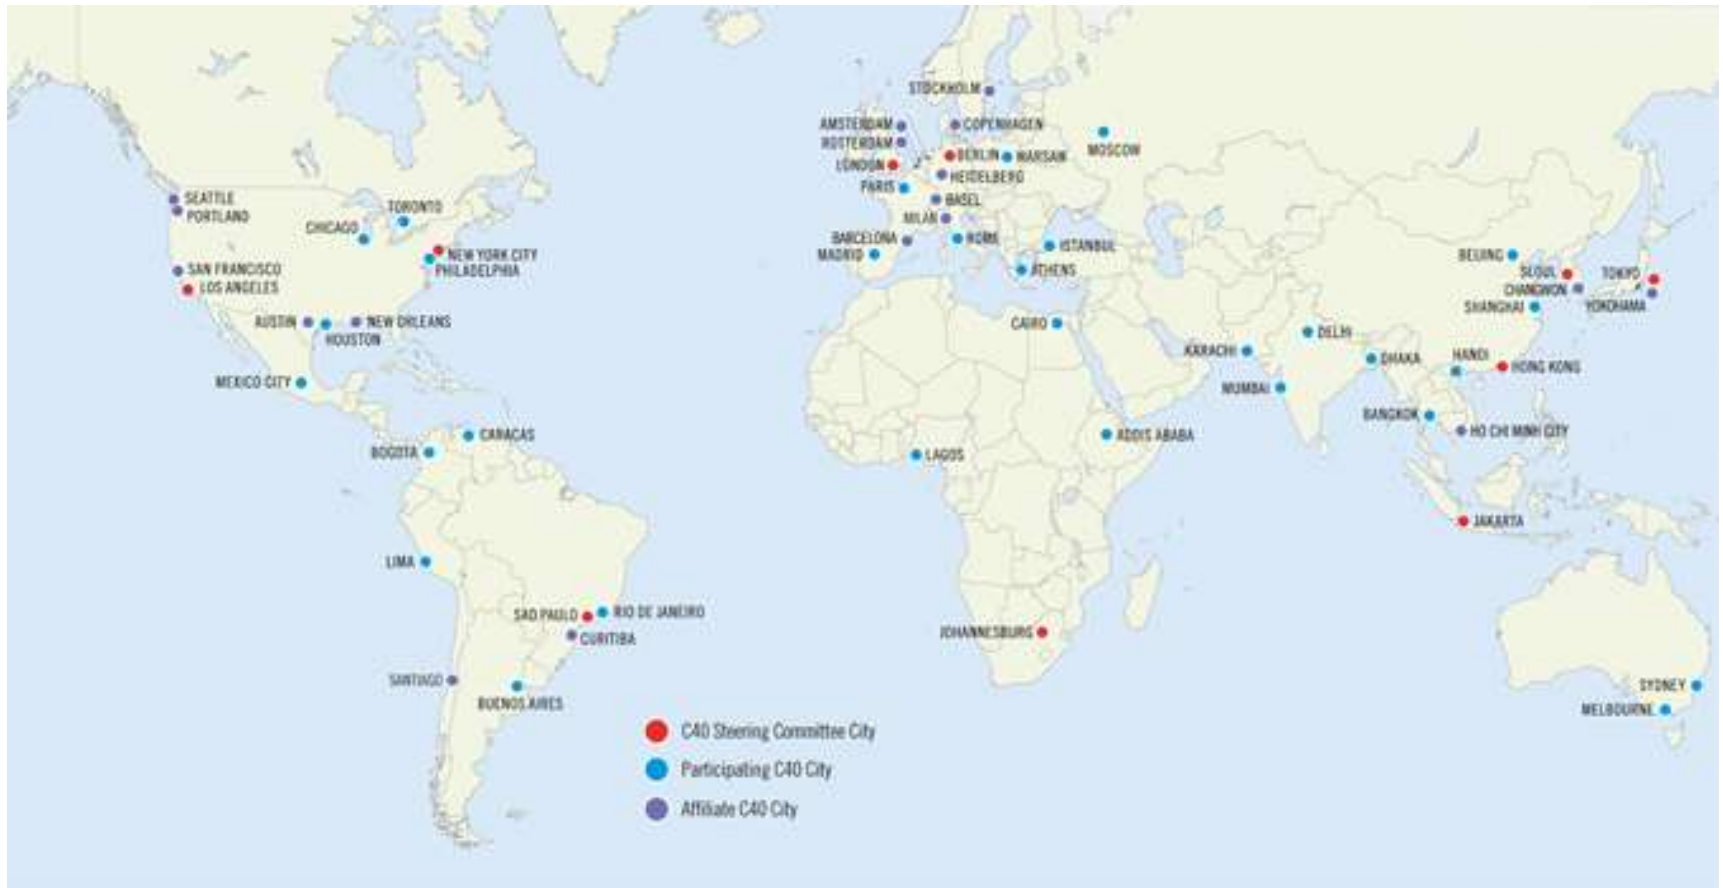 STOCKHOLM
AMSTERDAM
COPENHAGEN
ROTTERDAM
MOSCOW
BERLIN
WARSAW
LONDON
HEIDELBERG
PARIS
BASEL
MILAN
BARCELONA
ROME
ISTANBUL
MADRID
ATHENS
SEATTLE
PORTLAND
TORONTO
CHICAGO
NEW YORK CITY
PHILADELPHIA
SAN FRANCISCO
LOS ANGELES
AUSTIN
NEW ORLEANS
HOUSTON
MEXICO CITY
CARACAS
BOGOTA
LIMA
SAO PAULO
RIO DE JANEIRO
CURITIBA
SANTIAGO
BUENOS AIRES
CAIRO
LAGOS
ADDIS ABABA
JOHANNESBURG
BEIJING
SEOUL
TOKYO
CHANGWON
YOKOHAMA
SHANGHAI
DELHI
KARACHI
DHAKA
HANOI
HONG KONG
MUMBAI
BANGKOK
HO CHI MINH CITY
JAKARTA
SYDNEY
MELBOURNE
C40 Steering Committee City
Participating C40 City
Affiliate C40 City